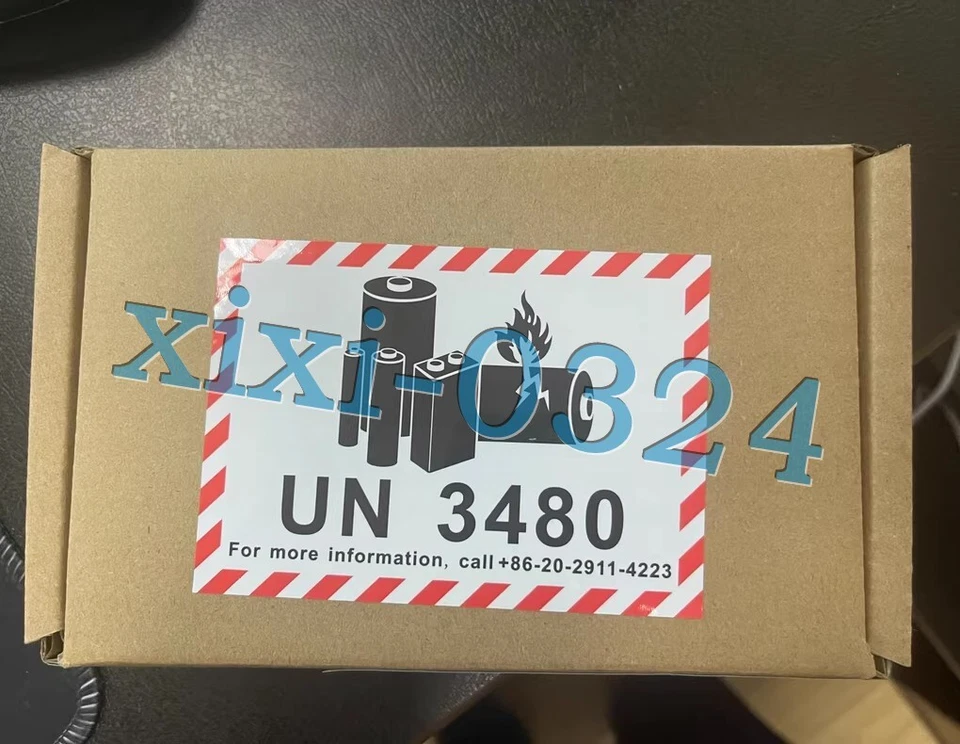 xixi-0324
UN 3480
For more information, call +86-20-2911-4223